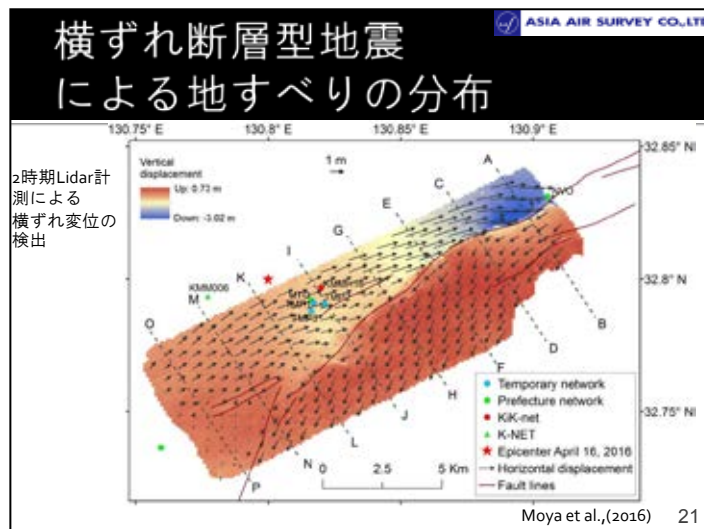 ASIA AIR SURVEY CO.,LTD
横ずれ断層型地震
による地すべりの分布
130.75° E
130.8° E
130.85° E
130.9° E
2時期Lidar計
測による
横ずれ変位の
検出
Vertical
displacement
Up: 0.73 m
Down: -3.02 m
1 m
32.85° N
32.8° N
32.75° N
A
C
E
G
I
K
M
O
KMM006
B
D
F
H
J
L
N
P
Temporary network
Prefecture network
KiK-net
K-NET
Epicenter April 16, 2016
Horizontal displacement
Fault lines
0 2.5 5 Km
Moya et al.,(2016)
21